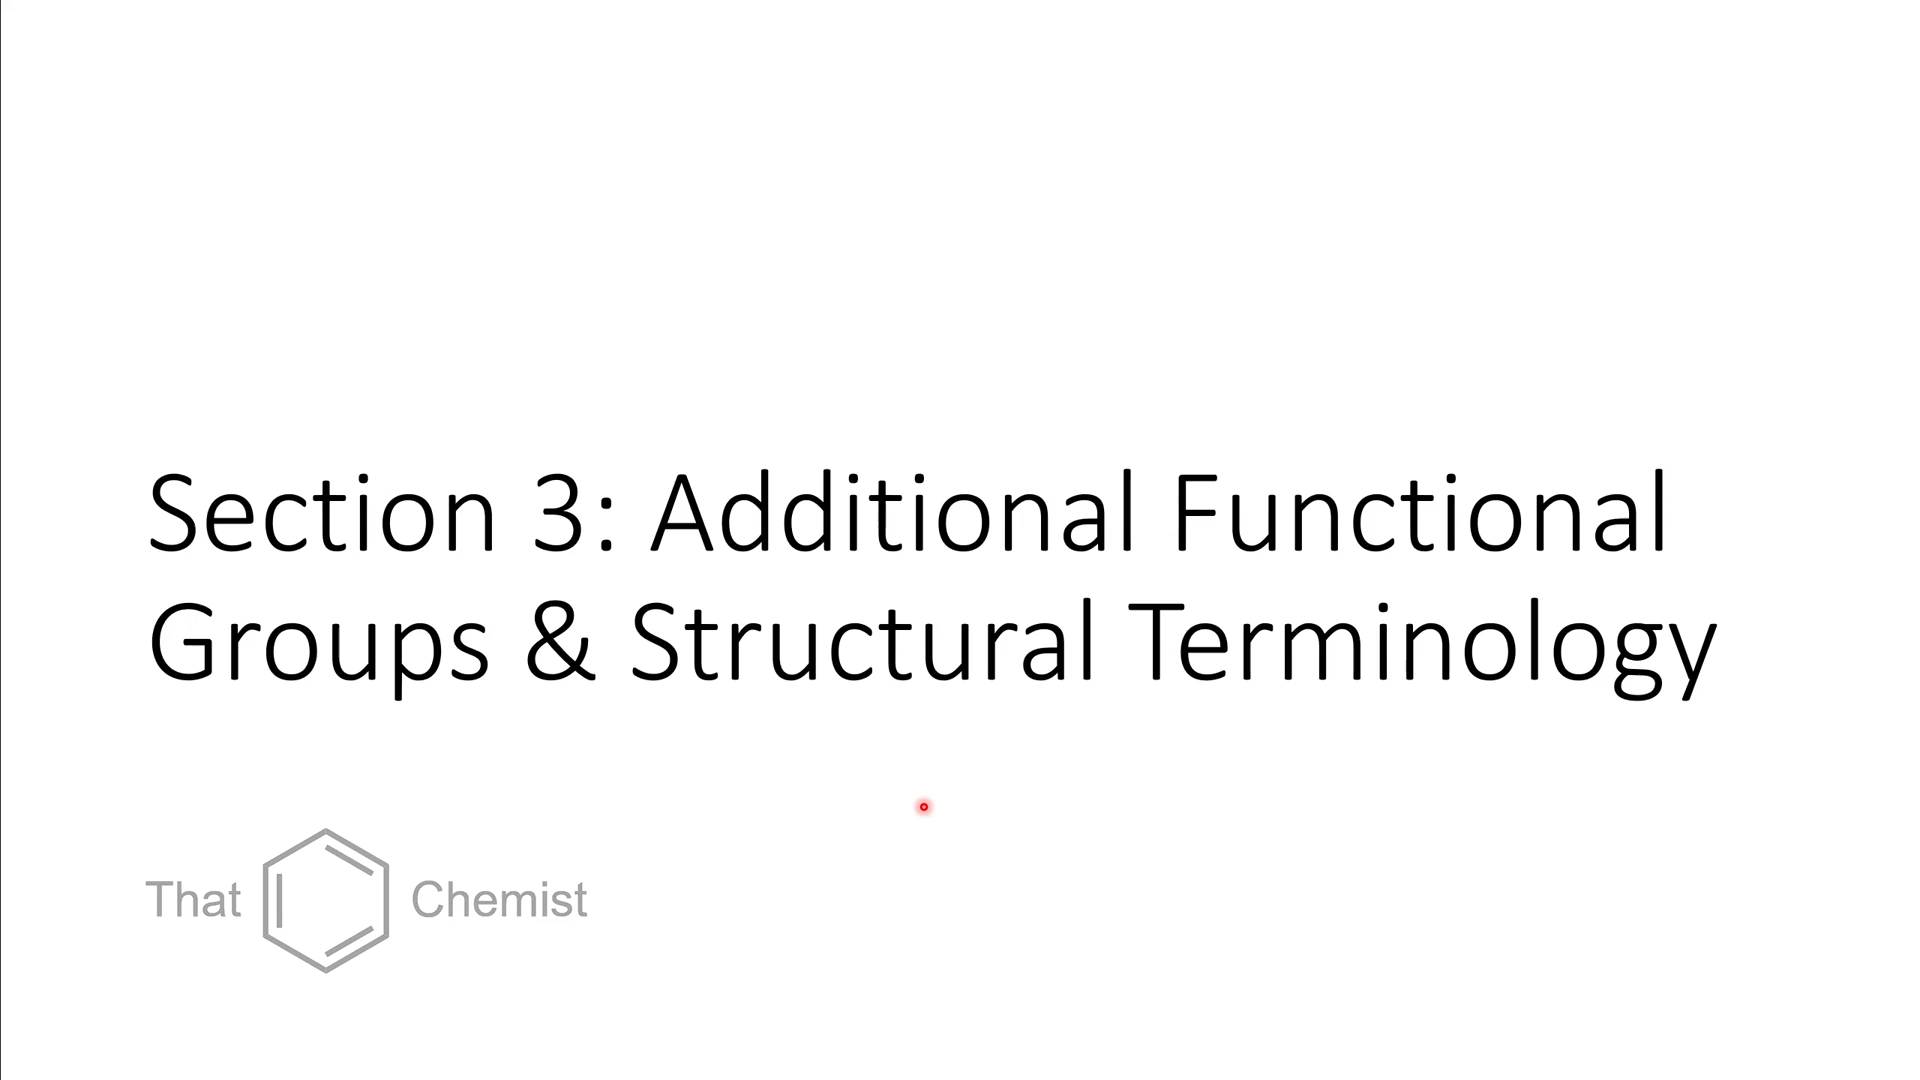 Section 3: Additional Functional
Groups & Structural Terminology
That Chemist